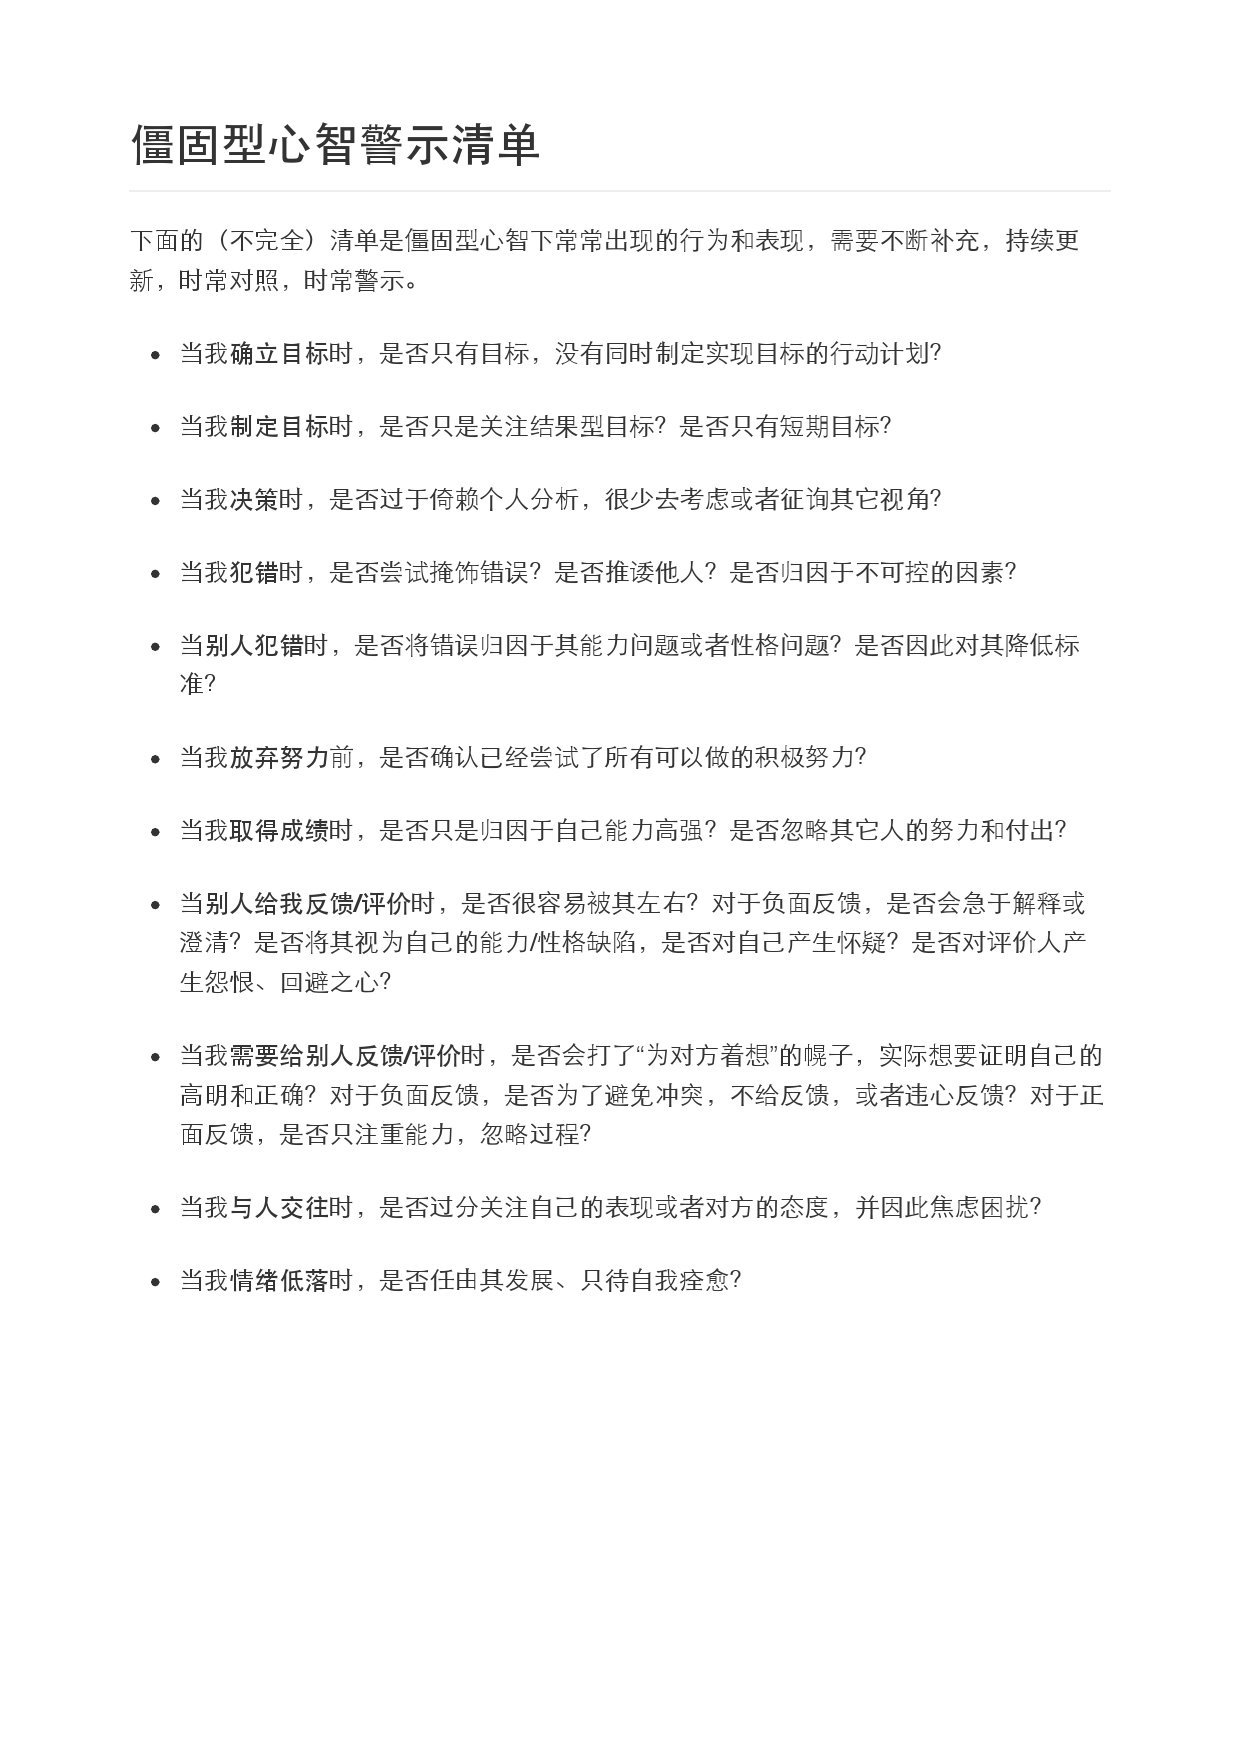 僵固型心智警示清单
下面的（不完全）清单是僵固型心智下常常出现的行为和表现，需要不断补充，持续更
新，时常对照，时常警示。
• 当我确立目标时，是否只有目标，没有同时制定实现目标的行动计划？
• 当我制定目标时，是否只是关注结果型目标？是否只有短期目标？
• 当我决策时，是否过于倚赖个人分析，很少去考虑或者征询其它视角？
• 当我犯错时，是否尝试掩饰错误？是否推诿他人？是否归因于不可控的因素？
• 当别人犯错时，是否将错误归因于其能力问题或者性格问题？是否因此对其降低标
准？
• 当我放弃努力前，是否确认已经尝试了所有可以做的积极努力？
• 当我取得成绩时，是否只是归因于自己能力高强？是否忽略其它人的努力和付出？
• 当别人给我反馈/评价时，是否很容易被其左右？对于负面反馈，是否会急于解释或
澄清？是否将其视为自己的能力/性格缺陷，是否对自己产生怀疑？是否对评价人产
生怨恨、回避之心？
• 当我需要给别人反馈/评价时，是否会打了“为对方着想”的幌子，实际想要证明自己的
高明和正确？对于负面反馈，是否为了避免冲突，不给反馈，或者违心反馈？对于正
面反馈，是否只注重能力，忽略过程？
• 当我与人交往时，是否过分关注自己的表现或者对方的态度，并因此焦虑困扰？
• 当我情绪低落时，是否任由其发展、只待自我痊愈？